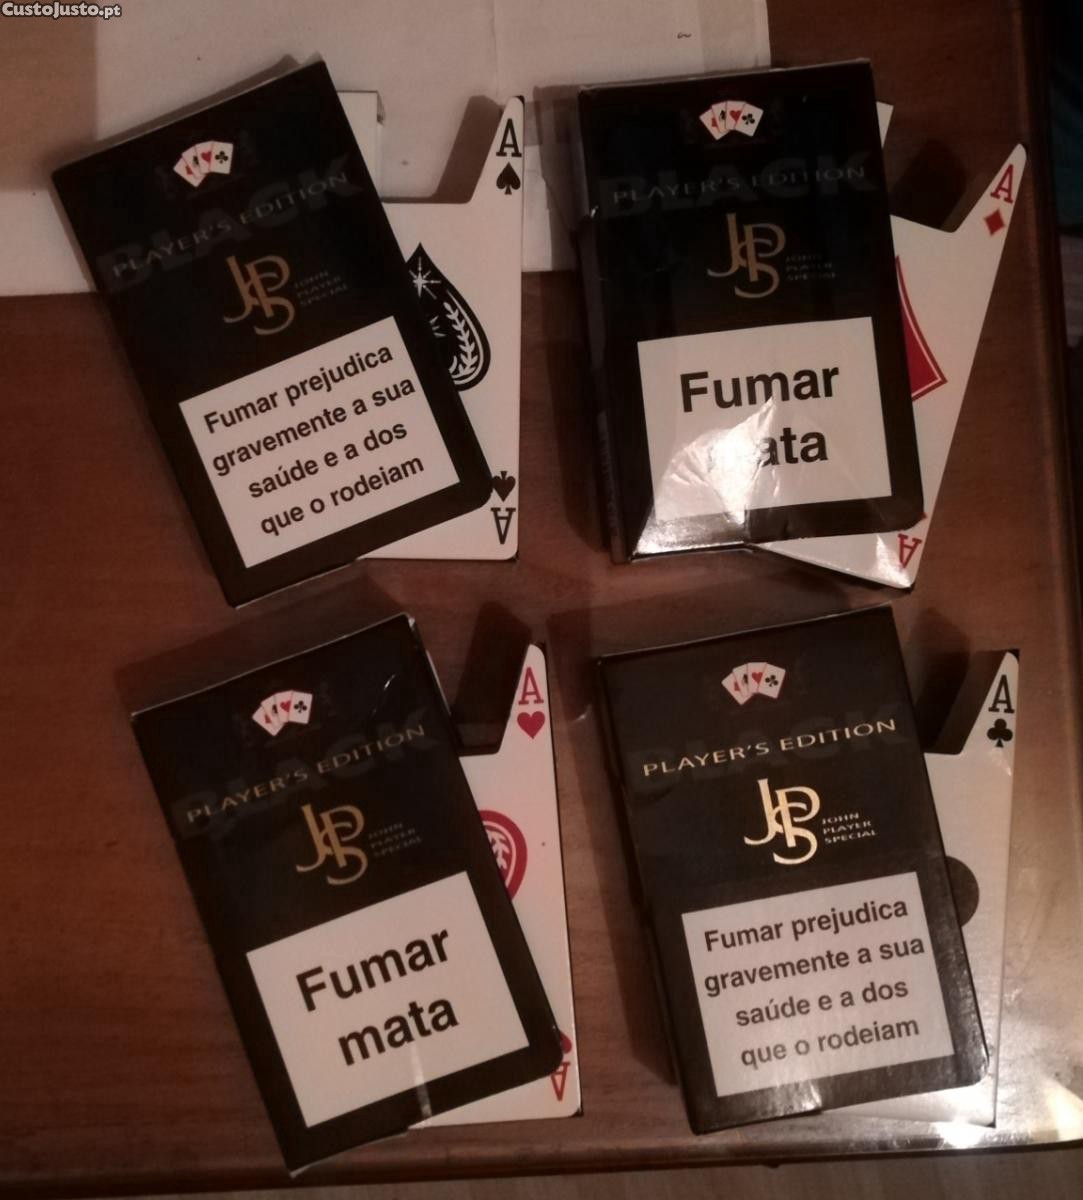 CustoJusto.pt
BLACK
PLAYER'S EDITION
JPS
JOHN
PLAYER
SPECIAL
Fumar prejudica
gravemente a sua
saúde e a dos
que o rodeiam
A
A
BLACK
PLAYER'S EDITION
JPS
JOHN
PLAYER
SPECIAL
Fumar
mata
A
A
BLACK
PLAYER'S EDITION
JPS
JOHN
PLAYER
SPECIAL
Fumar
mata
A
A
PLAYER'S EDITION
BLACK
JPS
JOHN
PLAYER
SPECIAL
Fumar prejudica
gravemente a sua
saúde e a dos
que o rodeiam
A